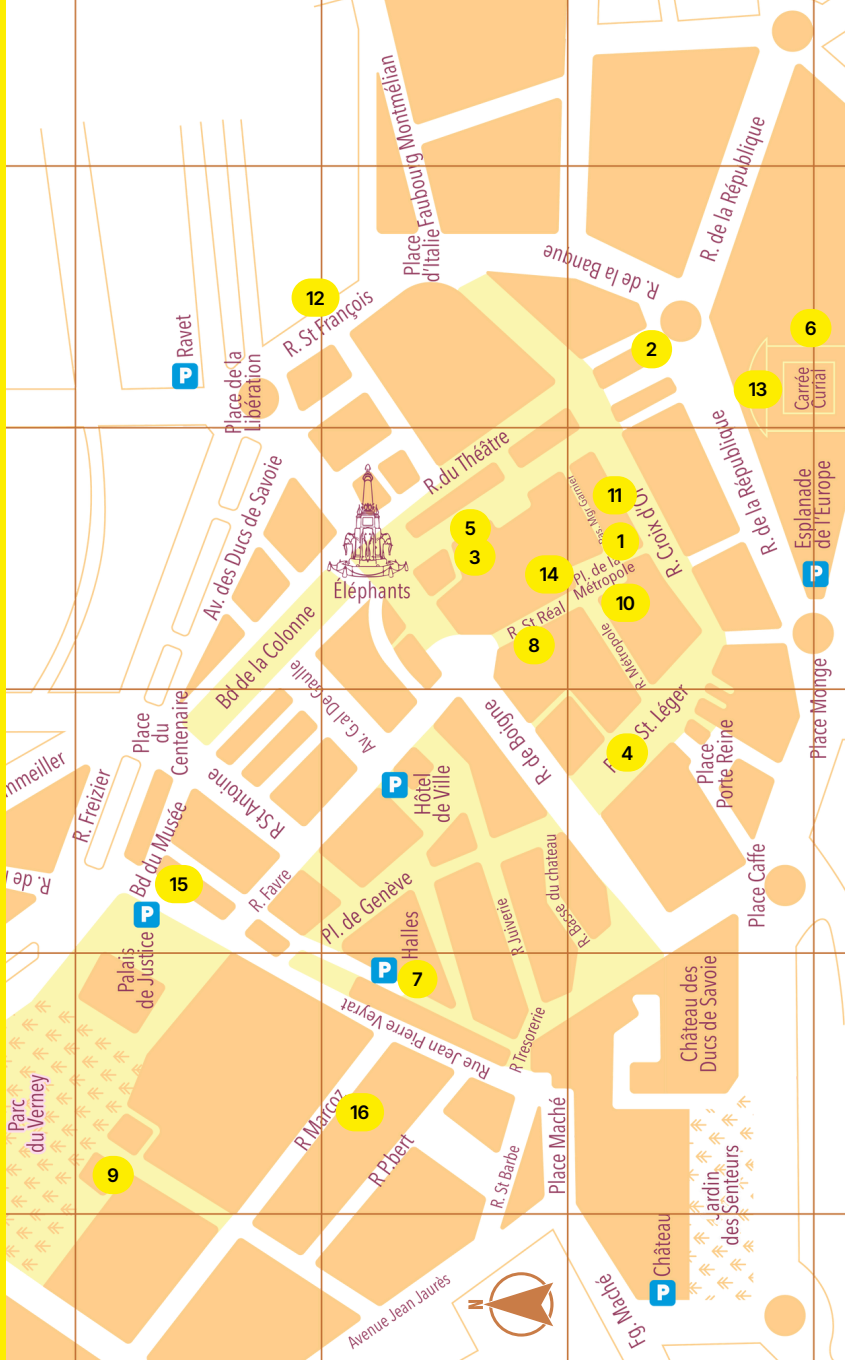 Faubourg Montmélian
Place
d'Italie
R. de la République
R. de la Banque
12
R. St François
P Ravet
Place de la
Libération
2
6
13
Carrée
Curial
R. du Théâtre
Av. des Ducs de Savoie
Éléphants
5
3
11
1
14
Pl. de la
Métropole
10
R. Croix d'Or
R. de la République
Esplanade
de l'Europe
P
R. St Réal
8
R. Métropole
Bd de la Colonne
Av. G.al De Gaulle
Place
du
Centenaire
R. de Boigne
St. Léger
4
Place
Porte Reine
Place Monge
R. Freizier
R St Antoine
P
Hôtel
de Ville
Bd du Musée
15
R. Favre
R. de
P
Palais
de Justice
Pl. de Genève
R Juiverie
R. Basse du chateau
Place Caffe
P Halles
7
Rue Jean Pierre Veyrat
R Tresorerie
Château des
Ducs de Savoie
Parc
du Verney
R Marcoz
16
R P.bert
R. St Barbe
Place Maché
9
Jardin
des Senteurs
P Château
N
Avenue Jean Jaurès
Fg. Maché